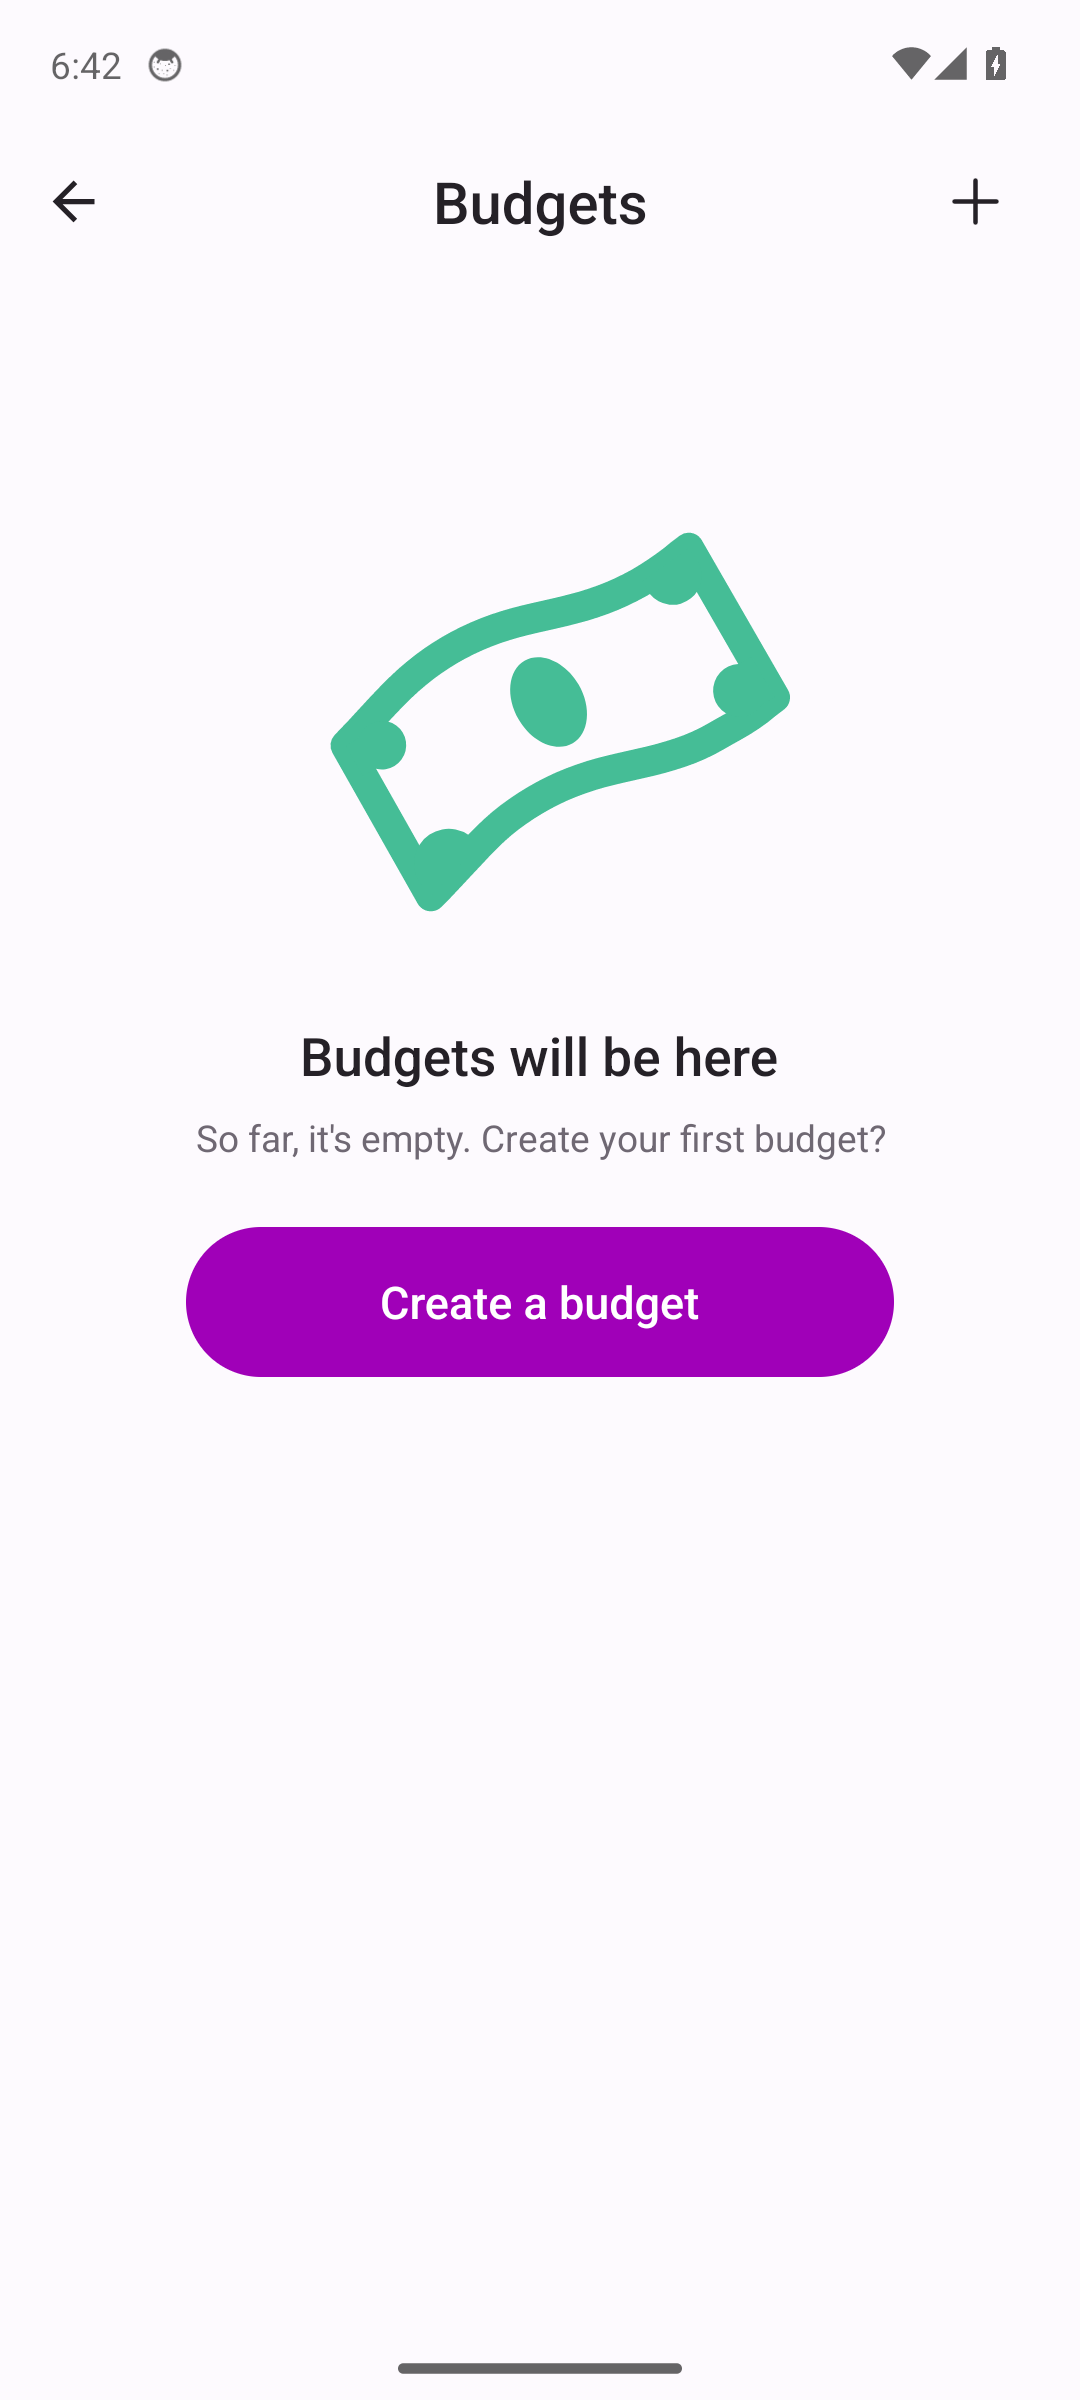 6:42
Budgets
Budgets will be here
So far, it's empty. Create your first budget?
Create a budget